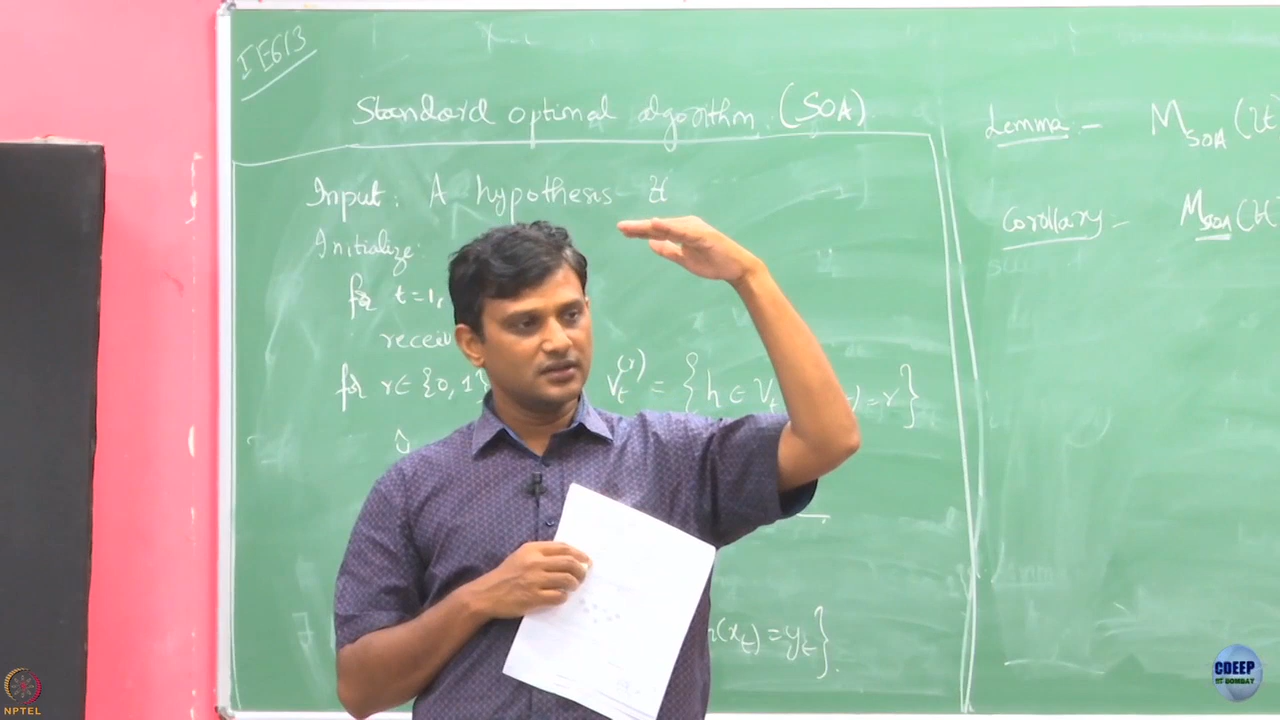 IE613
Standard optimal algorithm (SOA)
Input: A hypothesis H
Initialize:
for t=1,
recei
for r∈{0,1} V_t^(r) = {h ∈ V_t t) = r}
h(x_t) = y_t}.
Lemma :- M_SOA(H
Corollary :- M_SOA(H
NPTEL
CDEEP
IIT BOMBAY